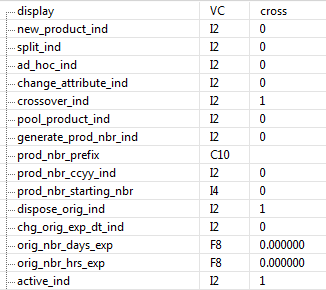 display VC cross
new_product_ind I2 0
split_ind I2 0
ad_hoc_ind I2 0
change_attribute_ind I2 0
crossover_ind I2 1
pool_product_ind I2 0
generate_prod_nbr_ind I2 0
prod_nbr_prefix C10
prod_nbr_ccyy_ind I2 0
prod_nbr_starting_nbr I4 0
dispose_orig_ind I2 1
chg_orig_exp_dt_ind I2 0
orig_nbr_days_exp F8 0.000000
orig_nbr_hrs_exp F8 0.000000
active_ind I2 1